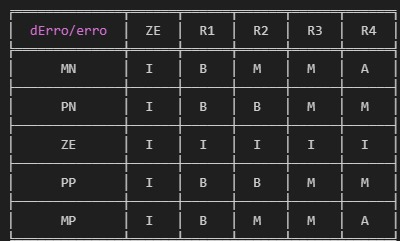 dErro/erro ZE R1 R2 R3 R4
MN I B M M A
PN I B B M M
ZE I I I I I
PP I B B M M
MP I B M M A